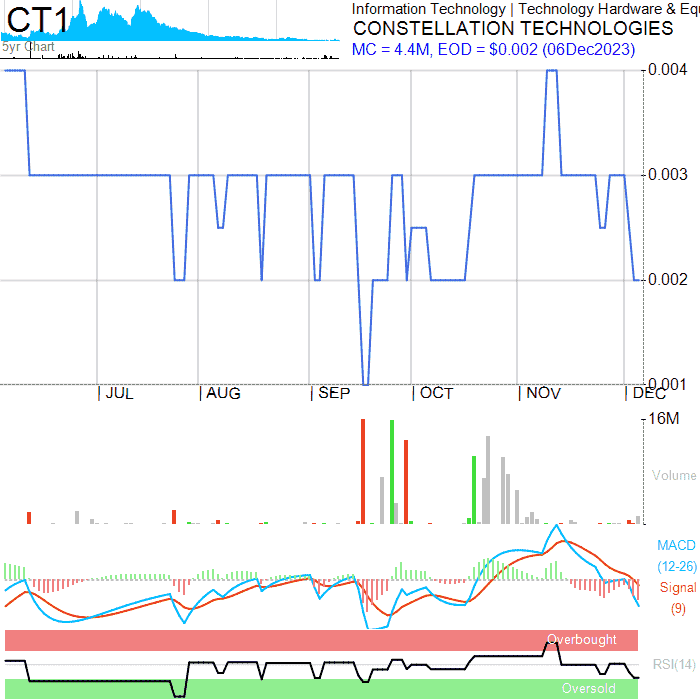 CT1
5yr Chart
Information Technology | Technology Hardware & Equ
CONSTELLATION TECHNOLOGIES
MC = 4.4M, EOD = $0.002 (06Dec2023)
0.004
0.003
0.002
0.001
| JUL | AUG | SEP | OCT | NOV | DEC
16M
Volume
MACD
(12-26)
Signal
(9)
Overbought
RSI(14)
Oversold